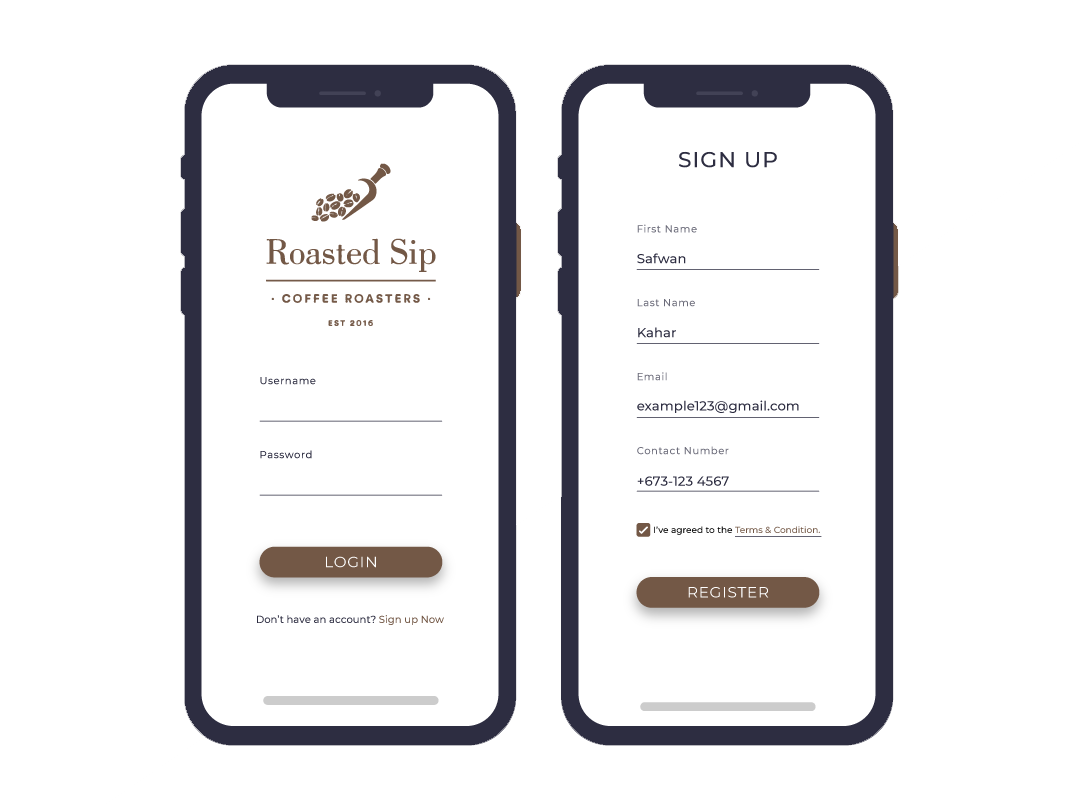 Roasted Sip
· COFFEE ROASTERS ·
EST 2016
Username
Password
LOGIN
Don't have an account? Sign up Now
SIGN UP
First Name
Safwan
Last Name
Kahar
Email
example123@gmail.com
Contact Number
+673-123 4567
I've agreed to the Terms & Condition.
REGISTER